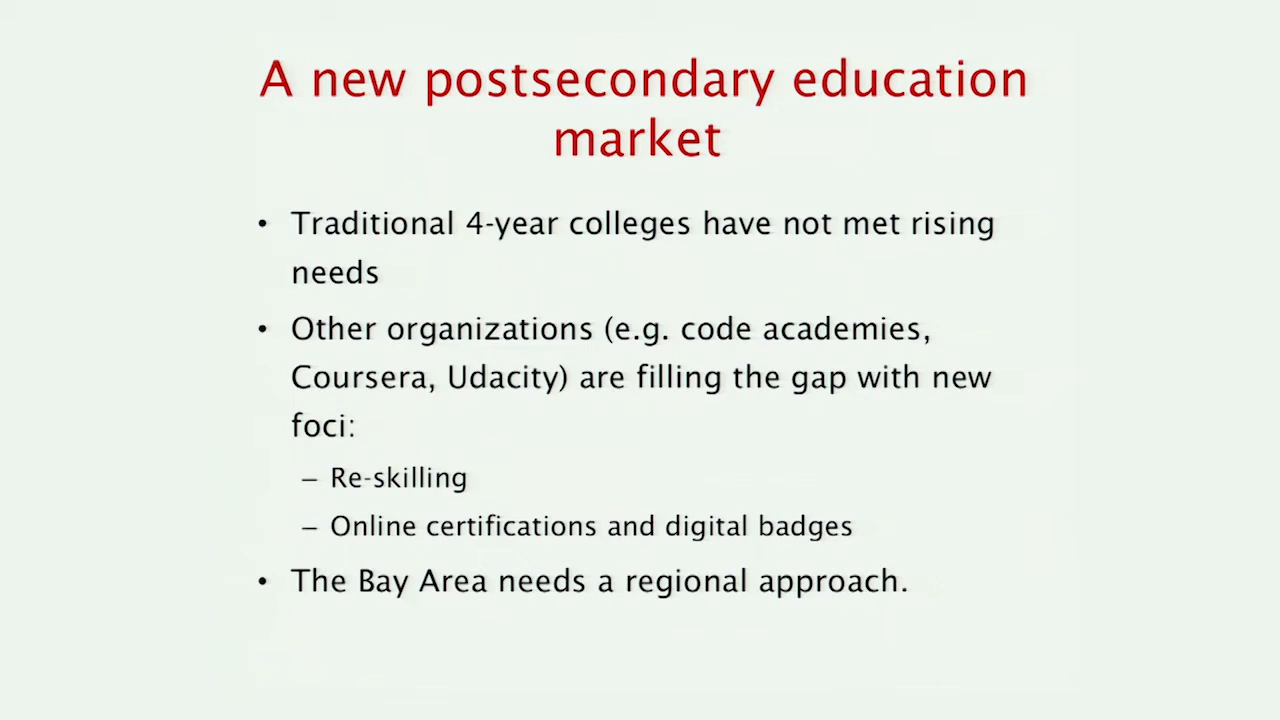 A new postsecondary education
market
• Traditional 4-year colleges have not met rising
needs
• Other organizations (e.g. code academies,
Coursera, Udacity) are filling the gap with new
foci:
– Re-skilling
– Online certifications and digital badges
• The Bay Area needs a regional approach.